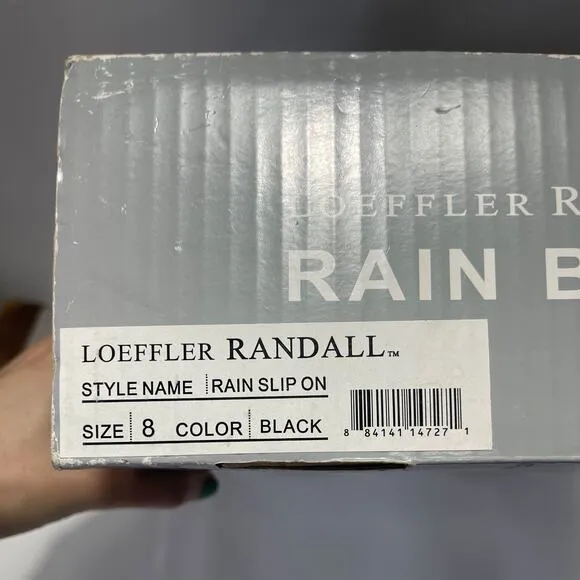 LOEFFLER R
RAIN B
LOEFFLER RANDALL™
STYLE NAME RAIN SLIP ON
SIZE 8 COLOR BLACK
8 84141 14727 1